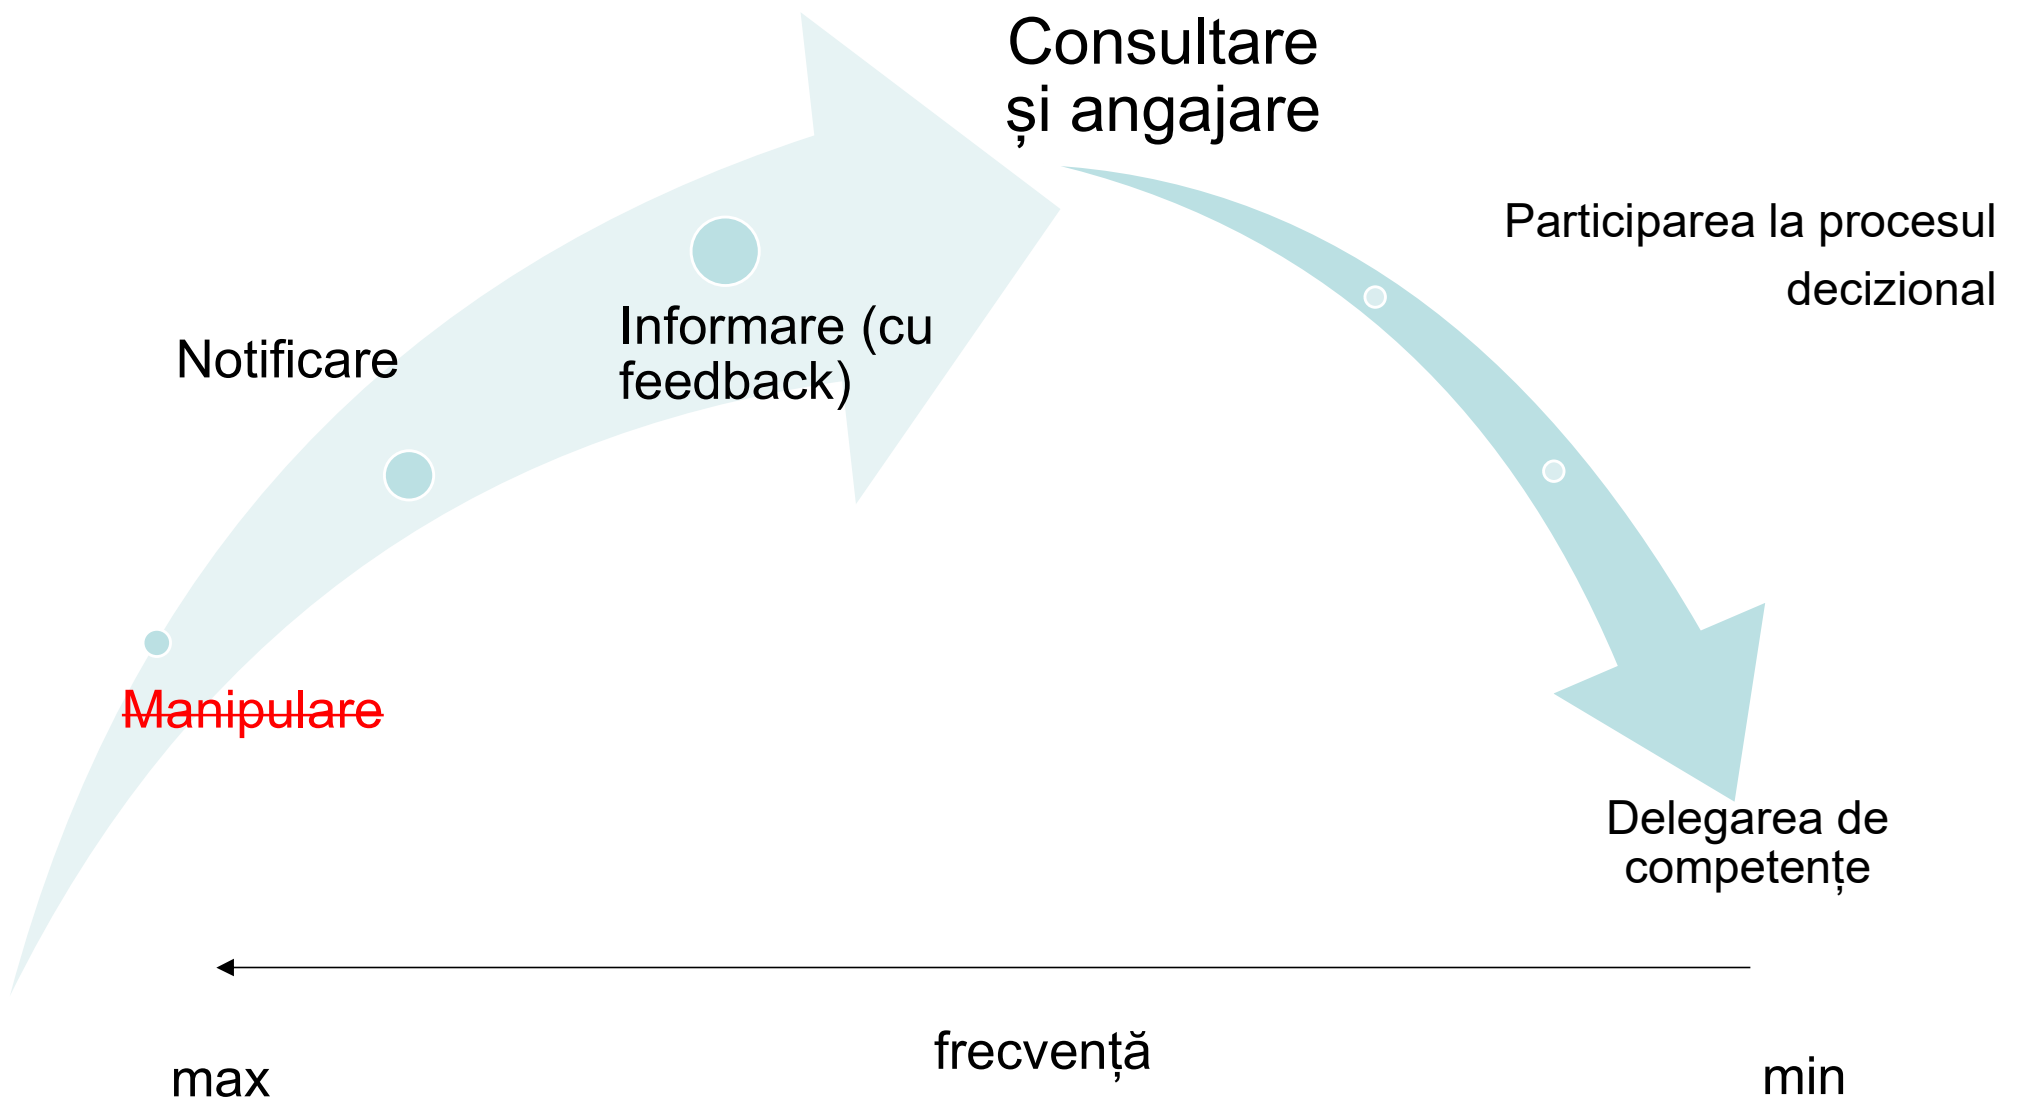 Consultare
și angajare
Participarea la procesul
decizional
Informare (cu
feedback)
Notificare
Manipulare
Delegarea de
competențe
frecvență
max
min